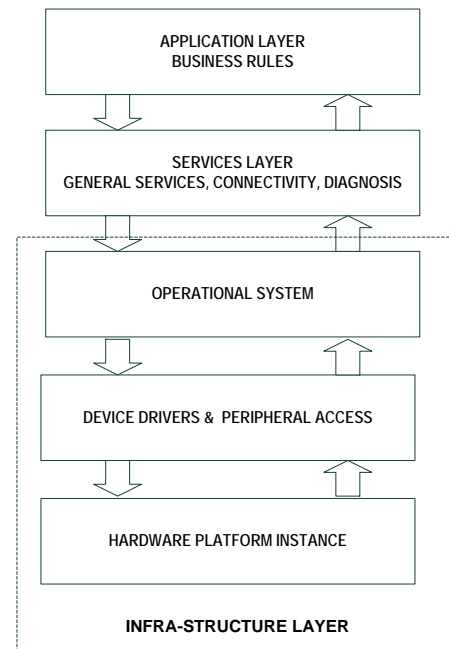 APPLICATION LAYER
BUSINESS RULES
SERVICES LAYER
GENERAL SERVICES, CONNECTIVITY, DIAGNOSIS
OPERATIONAL SYSTEM
DEVICE DRIVERS & PERIPHERAL ACCESS
HARDWARE PLATFORM INSTANCE
INFRA-STRUCTURE LAYER